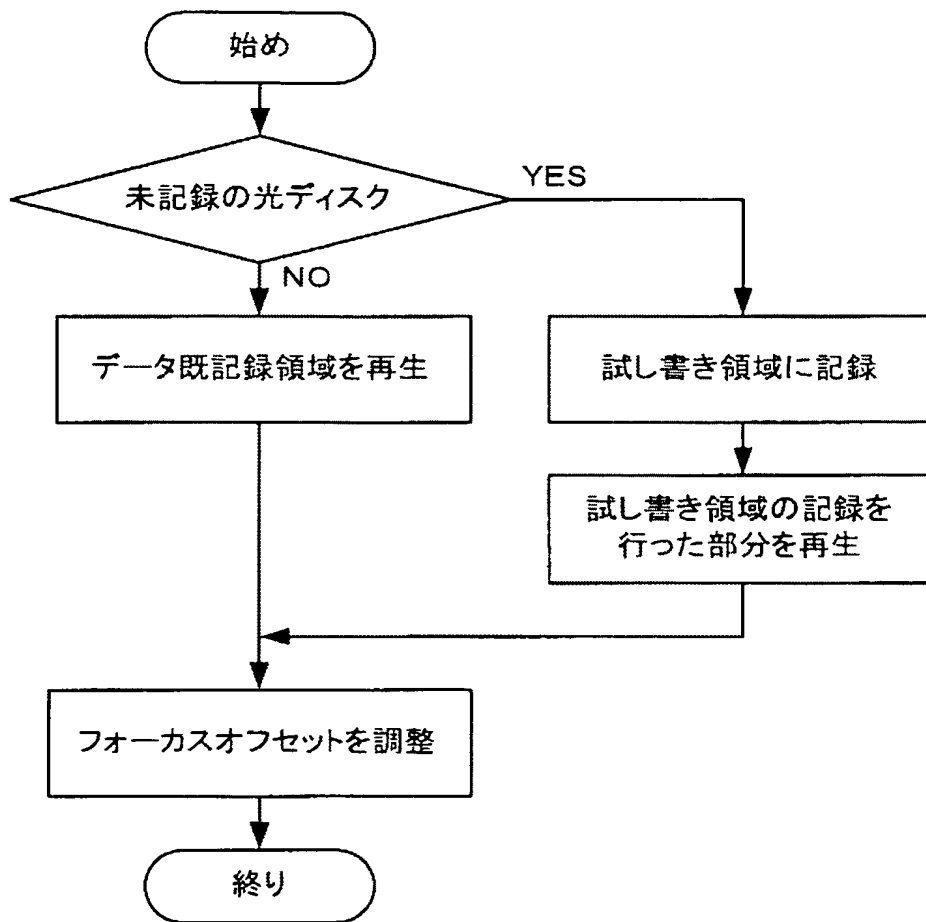 始め
未記録の光ディスク
YES
NO
データ既記録領域を再生
試し書き領域に記録
試し書き領域の記録を
行った部分を再生
フォーカスオフセットを調整
終り